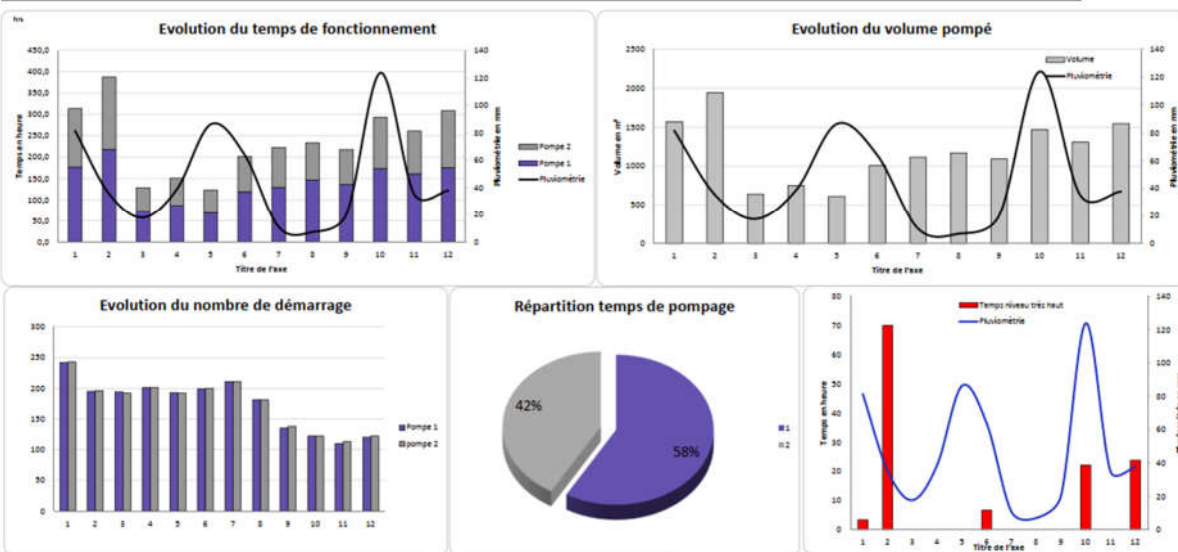 hrs
Evolution du temps de fonctionnement
450,0
400,0
350,0
300,0
250,0
200,0
150,0
100,0
50,0
0,0
Temps en heure
140
120
100
80
60
40
20
0
Pluviométrie en mm
Pompe 2
Pompe 1
Pluviométrie
1 2 3 4 5 6 7 8 9 10 11 12
Titre de l'axe
Evolution du volume pompé
2500
2000
1500
1000
500
0
Volume en m³
140
120
100
80
60
40
20
0
Pluviométrie en mm
Volume
Pluviométrie
1 2 3 4 5 6 7 8 9 10 11 12
Titre de l'axe
Evolution du nombre de démarrage
300
250
200
150
100
50
0
Pompe 1
pompe 2
1 2 3 4 5 6 7 8 9 10 11 12
Répartition temps de pompage
42%
58%
1
2
80
70
60
50
40
30
20
10
0
Temps en heure
Temps niveau très haut
Pluviométrie
140
120
100
80
60
40
20
0
1 2 3 4 5 6 7 8 9 10 11 12
Titre de l'axe